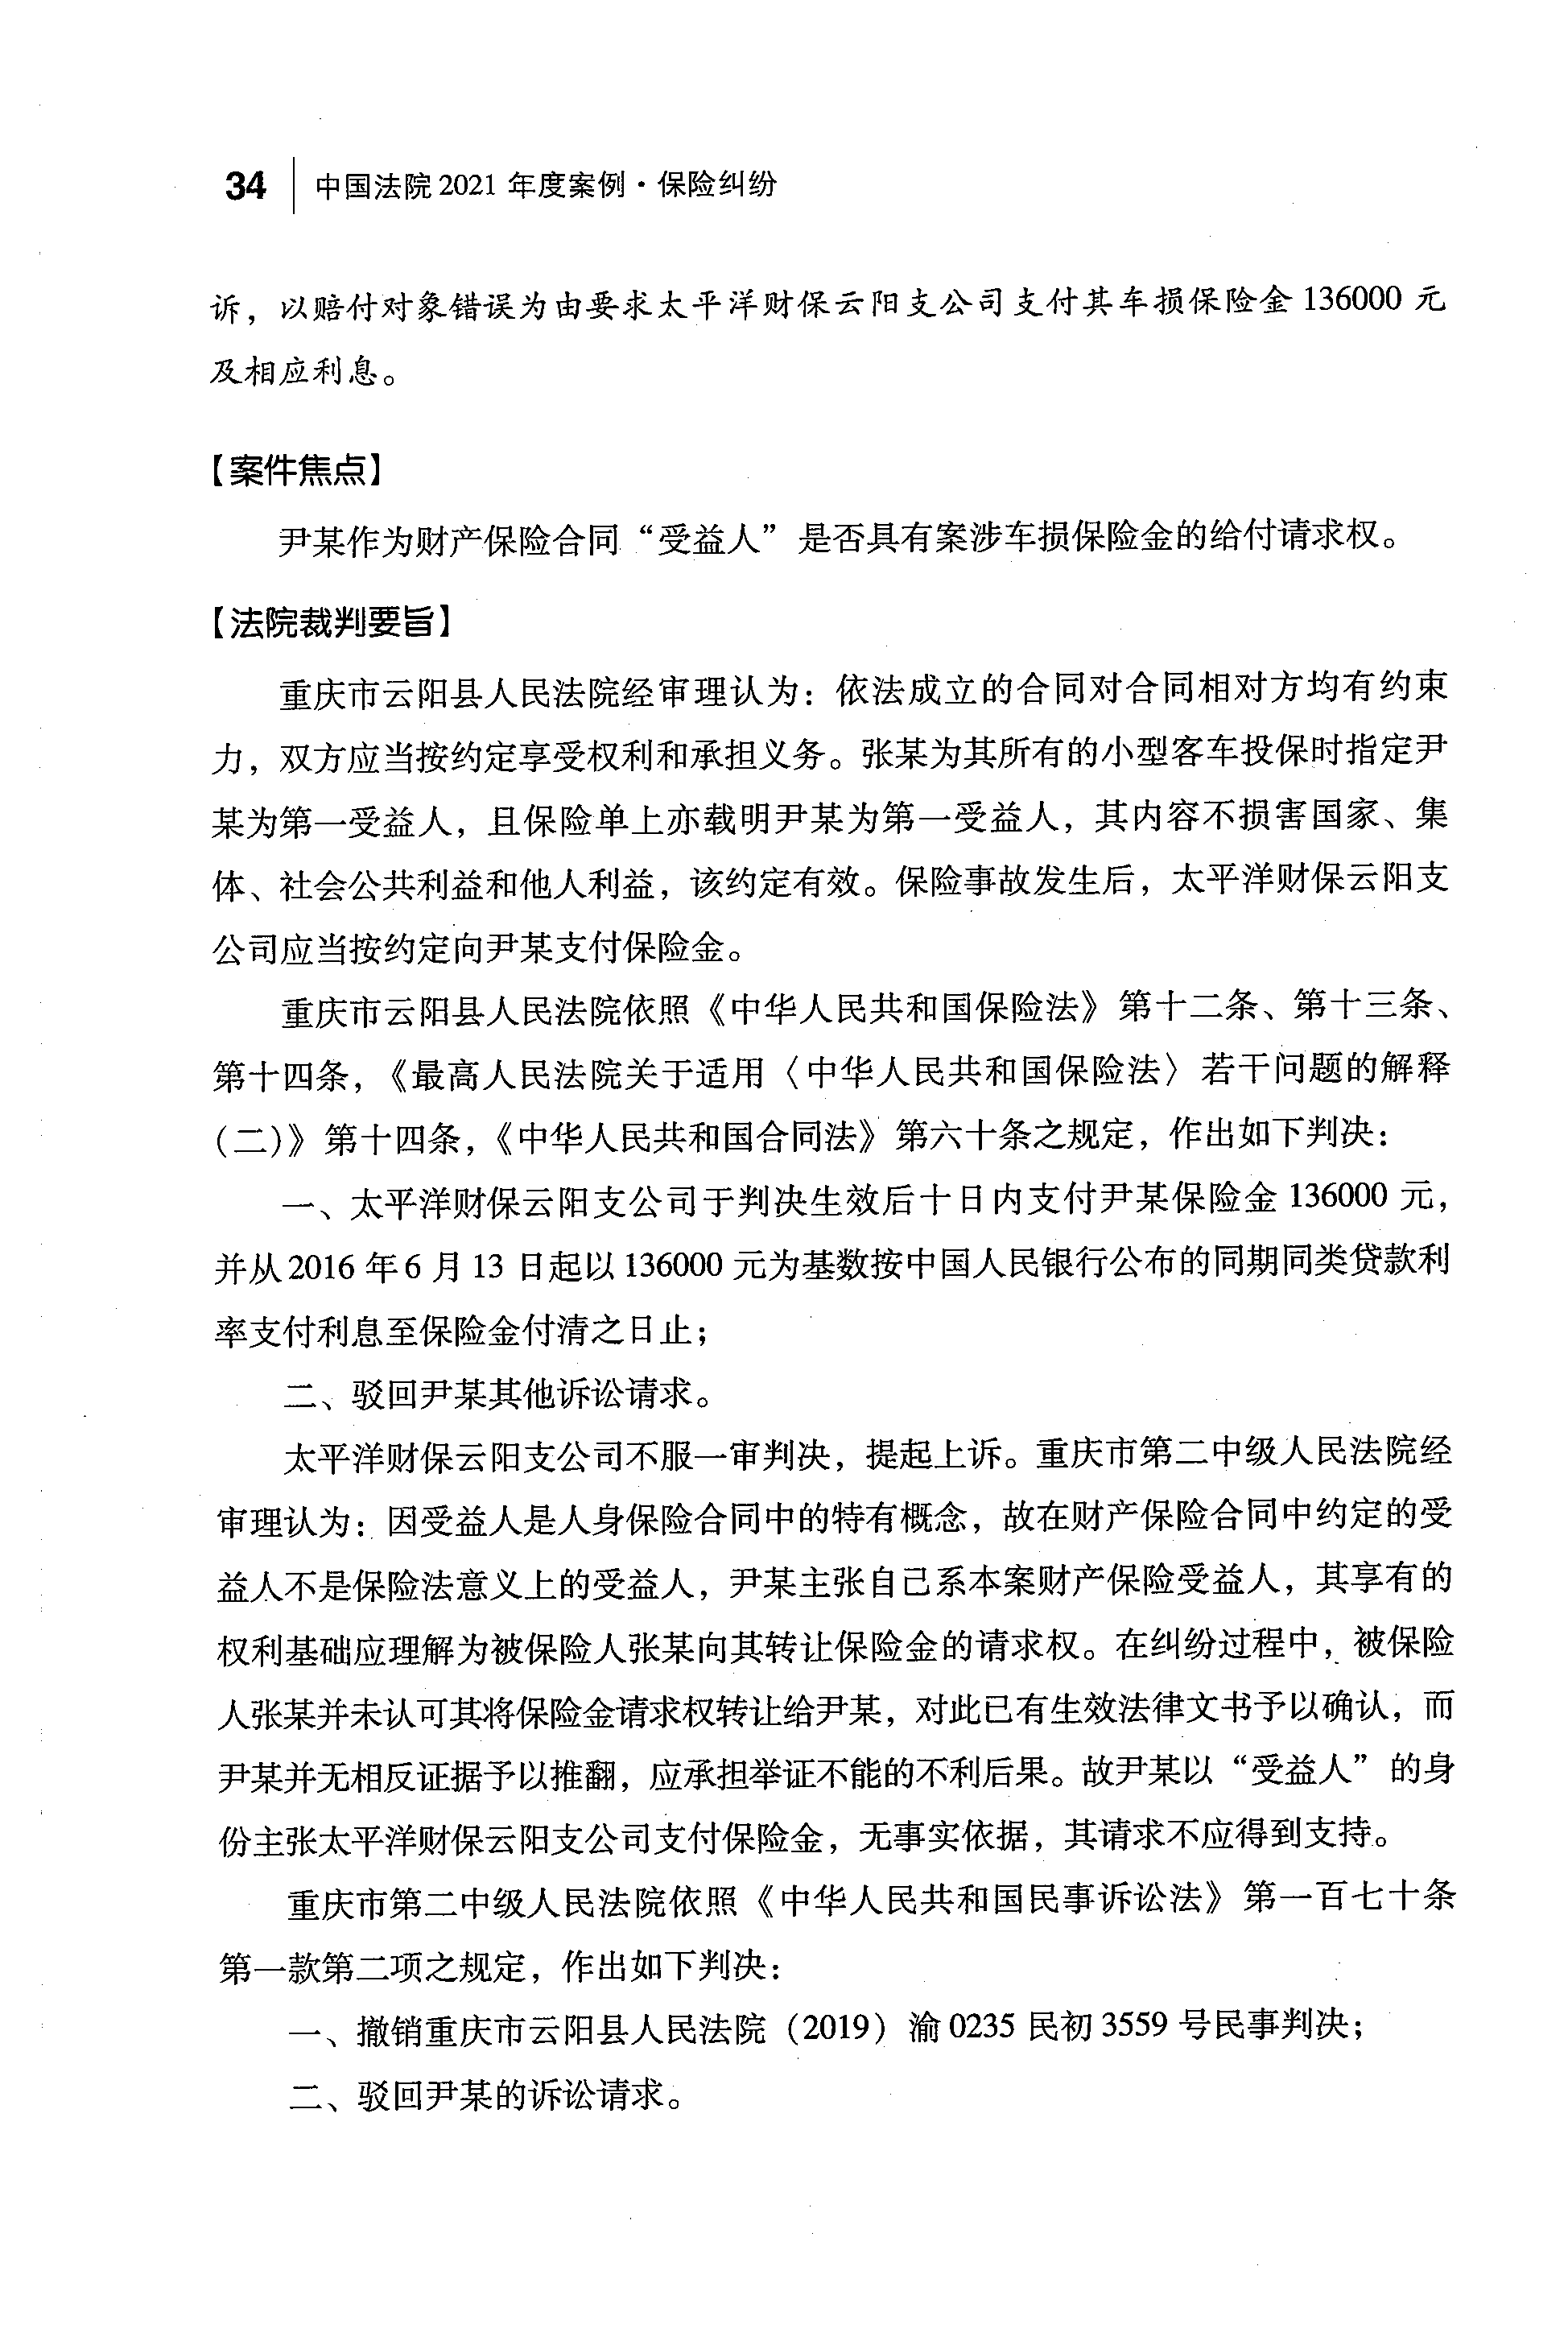 34 中国法院 2021 年度案例·保险纠纷
诉，以赔付对象错误为由要求太平洋财保云阳支公司支付其车损保险金 136000 元
及相应利息。
【案件焦点】
尹某作为财产保险合同“受益人”是否具有案涉车损保险金的给付请求权。
【法院裁判要旨】
重庆市云阳县人民法院经审理认为：依法成立的合同对合同相对方均有约束
力，双方应当按约定享受权利和承担义务。张某为其所有的小型客车投保时指定尹
某为第一受益人，且保险单上亦载明尹某为第一受益人，其内容不损害国家、集
体、社会公共利益和他人利益，该约定有效。保险事故发生后，太平洋财保云阳支
公司应当按约定向尹某支付保险金。
重庆市云阳县人民法院依照《中华人民共和国保险法》第十二条、第十三条、
第十四条，《最高人民法院关于适用〈中华人民共和国保险法〉若干问题的解释
(二)》第十四条，《中华人民共和国合同法》第六十条之规定，作出如下判决：
一、太平洋财保云阳支公司于判决生效后十日内支付尹某保险金 136000 元，
并从 2016 年 6 月 13 日起以 136000 元为基数按中国人民银行公布的同期同类贷款利
率支付利息至保险金付清之日止；
二、驳回尹某其他诉讼请求。
太平洋财保云阳支公司不服一审判决，提起上诉。重庆市第二中级人民法院经
审理认为：因受益人是人身保险合同中的特有概念，故在财产保险合同中约定的受
益人不是保险法意义上的受益人，尹某主张自己系本案财产保险受益人，其享有的
权利基础应理解为被保险人张某向其转让保险金的请求权。在纠纷过程中，被保险
人张某并未认可其将保险金请求权转让给尹某，对此已有生效法律文书予以确认，而
尹某并无相反证据予以推翻，应承担举证不能的不利后果。故尹某以“受益人”的身
份主张太平洋财保云阳支公司支付保险金，无事实依据，其请求不应得到支持。
重庆市第二中级人民法院依照《中华人民共和国民事诉讼法》第一百七十条
第一款第二项之规定，作出如下判决：
一、撤销重庆市云阳县人民法院（2019）渝 0235 民初 3559 号民事判决；
二、驳回尹某的诉讼请求。